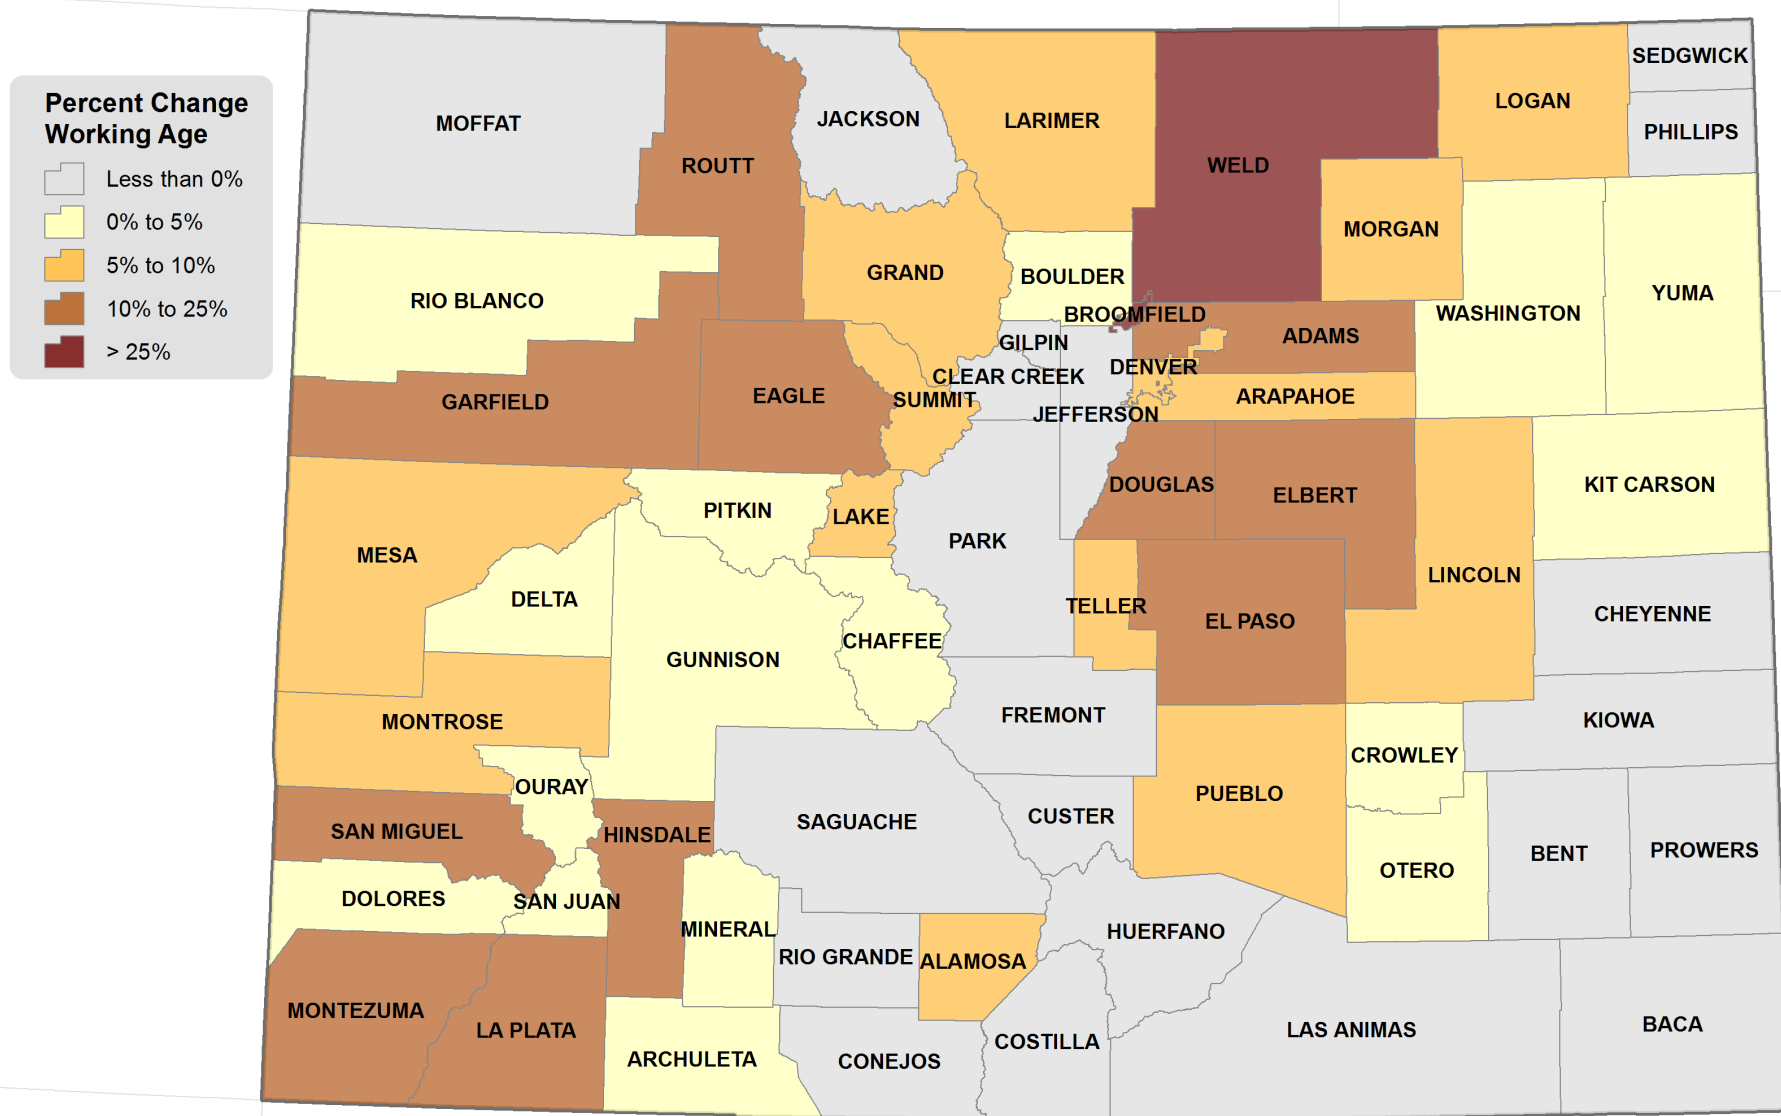 Percent Change
Working Age
Less than 0%
0% to 5%
5% to 10%
10% to 25%
> 25%
SEDGWICK
LOGAN
JACKSON
LARIMER
MOFFAT
PHILLIPS
ROUTT
WELD
MORGAN
GRAND
BOULDER
YUMA
RIO BLANCO
BROOMFIELD
WASHINGTON
ADAMS
GILPIN
DENVER
CLEAR CREEK
EAGLE
ARAPAHOE
SUMMIT
GARFIELD
JEFFERSON
DOUGLAS
KIT CARSON
ELBERT
PITKIN
LAKE
PARK
MESA
LINCOLN
DELTA
TELLER
CHEYENNE
EL PASO
CHAFFEE
GUNNISON
FREMONT
KIOWA
MONTROSE
CROWLEY
OURAY
PUEBLO
CUSTER
SAGUACHE
SAN MIGUEL
HINSDALE
PROWERS
BENT
OTERO
DOLORES
SAN JUAN
MINERAL
HUERFANO
RIO GRANDE
ALAMOSA
MONTEZUMA
BACA
LA PLATA
LAS ANIMAS
COSTILLA
ARCHULETA
CONEJOS